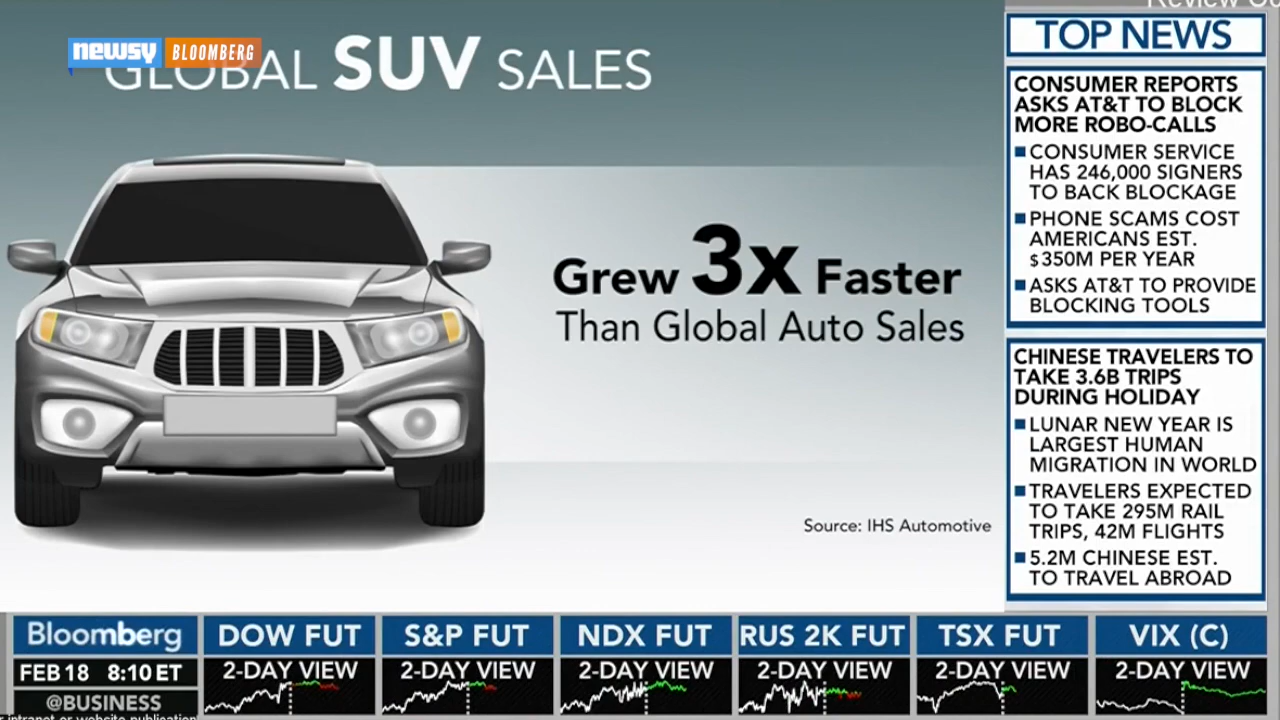 Review Co
newsy BLOOMBERG
GLOBAL SUV SALES
Grew 3x Faster
Than Global Auto Sales
Source: IHS Automotive
TOP NEWS
CONSUMER REPORTS
ASKS AT&T TO BLOCK
MORE ROBO-CALLS
CONSUMER SERVICE
HAS 246,000 SIGNERS
TO BACK BLOCKAGE
PHONE SCAMS COST
AMERICANS EST.
$350M PER YEAR
ASKS AT&T TO PROVIDE
BLOCKING TOOLS
CHINESE TRAVELERS TO
TAKE 3.6B TRIPS
DURING HOLIDAY
LUNAR NEW YEAR IS
LARGEST HUMAN
MIGRATION IN WORLD
TRAVELERS EXPECTED
TO TAKE 295M RAIL
TRIPS, 42M FLIGHTS
5.2M CHINESE EST.
TO TRAVEL ABROAD
Bloomberg
FEB 18 8:10 ET
@BUSINESS
DOW FUT
2-DAY VIEW
S&P FUT
2-DAY VIEW
NDX FUT
2-DAY VIEW
RUS 2K FUT
2-DAY VIEW
TSX FUT
2-DAY VIEW
VIX (C)
2-DAY VIEW
r intranet or website publication